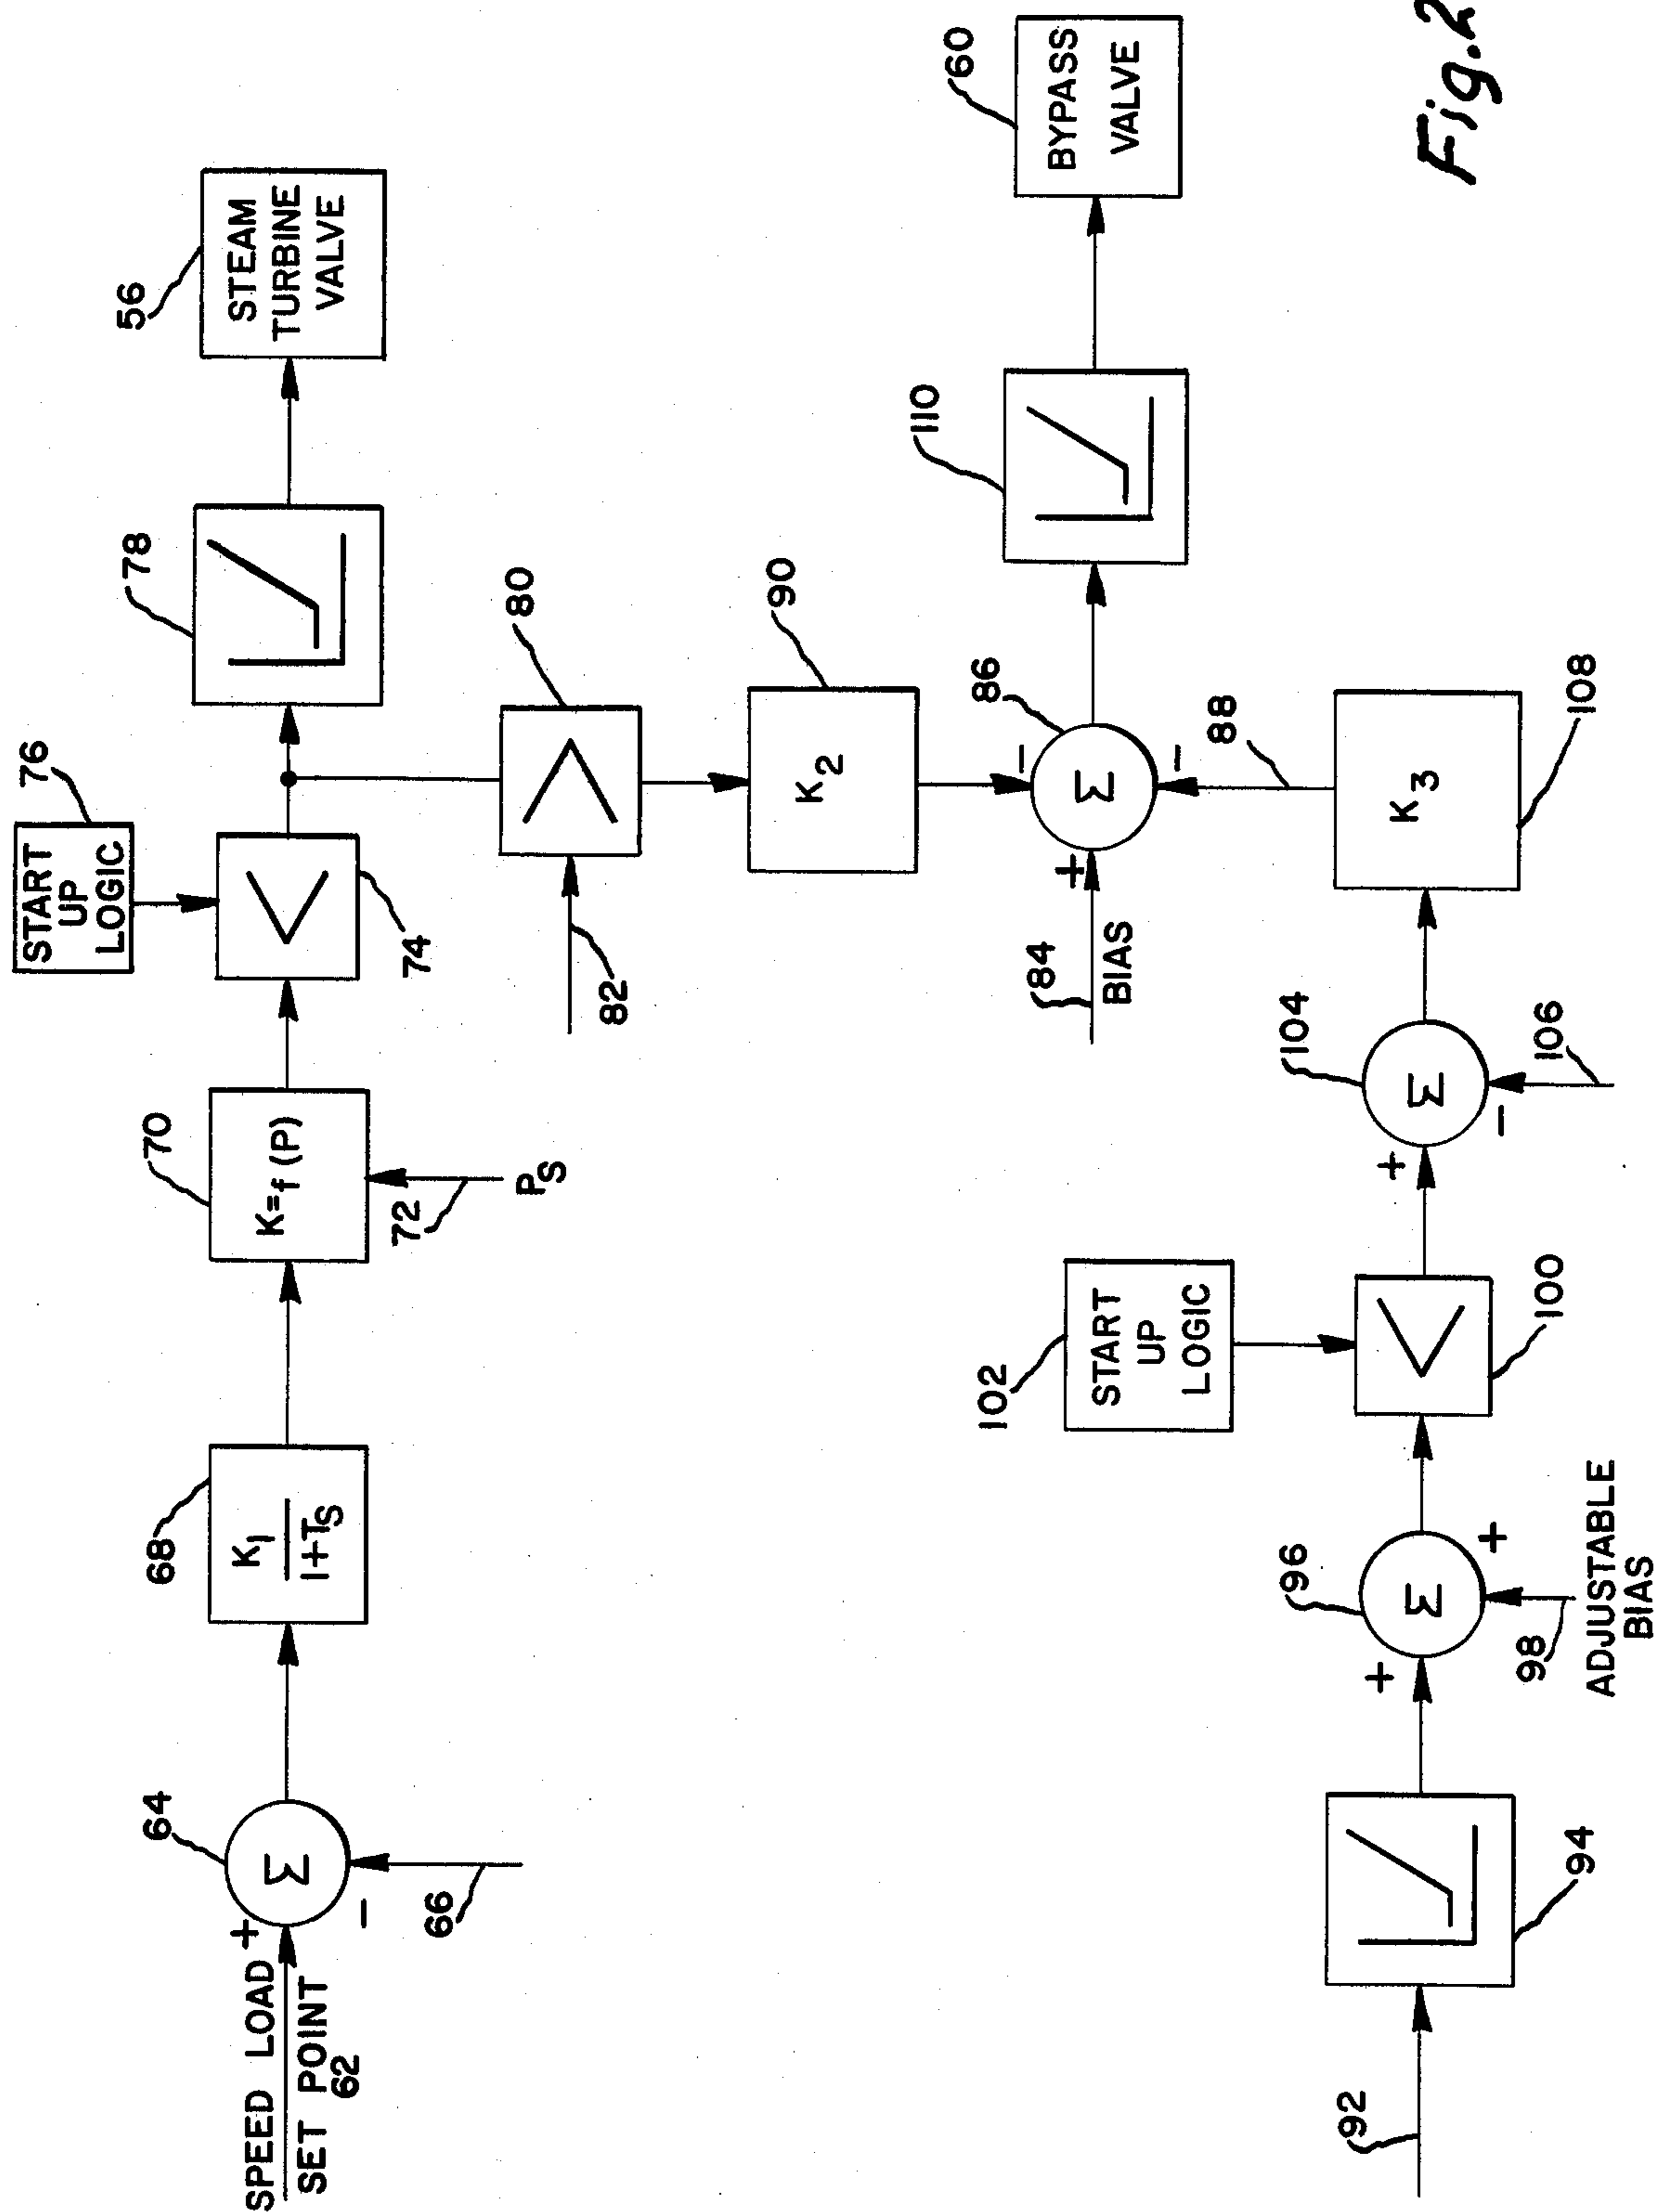 SPEED LOAD
SET POINT
62
+
-
64
Σ
66
68
K1
1+TS
70
K=f(P)
72
PS
76
START
UP
LOGIC
74
78
56
STEAM
TURBINE
VALVE
80
82
90
K2
84
BIAS
+
-
-
86
Σ
88
110
60
BYPASS
VALVE
92
94
96
+
+
Σ
98
ADJUSTABLE
BIAS
102
START
UP
LOGIC
100
104
+
-
Σ
106
K3
108
Fig.2